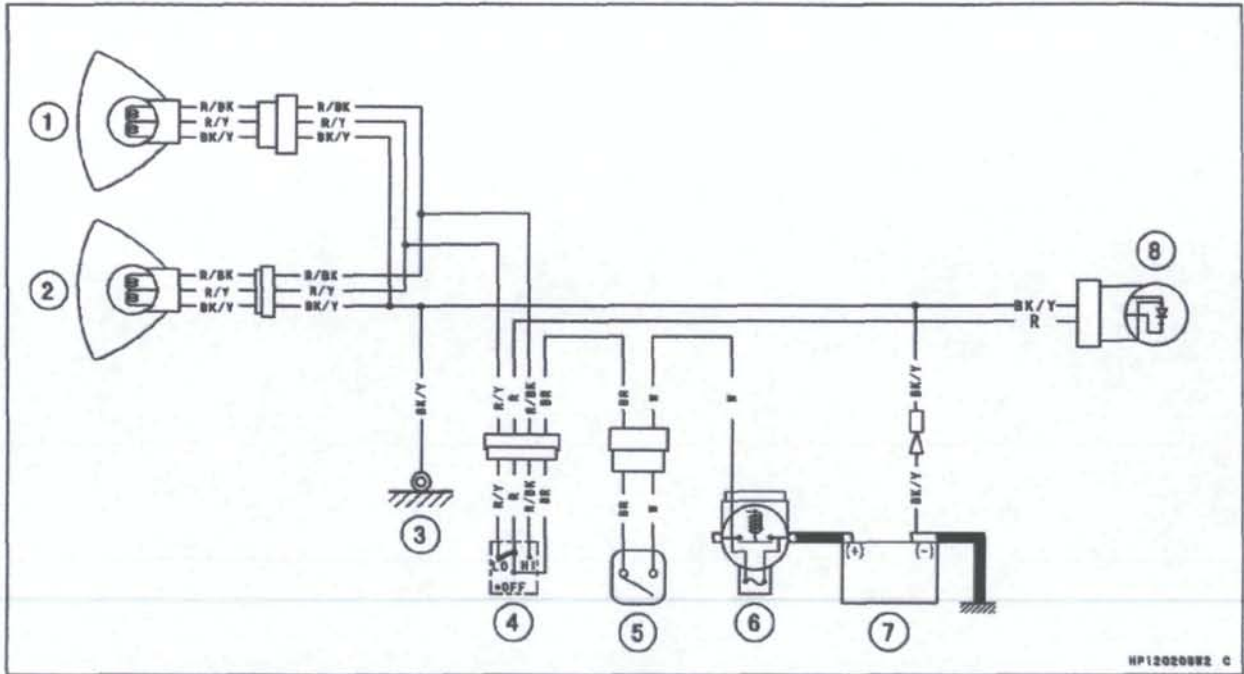 1
R/BK R/BK
R/Y R/Y
BK/Y BK/Y
2
R/BK R/BK
R/Y R/Y
BK/Y BK/Y
8
BK/Y
R
BK/Y
R/Y R R/BK BR
BR W
W
BK/Y
3
R/Y R R/BK BR
BR W
BK/Y
LO HI
*OFF
4
5
6
(+) (-)
7